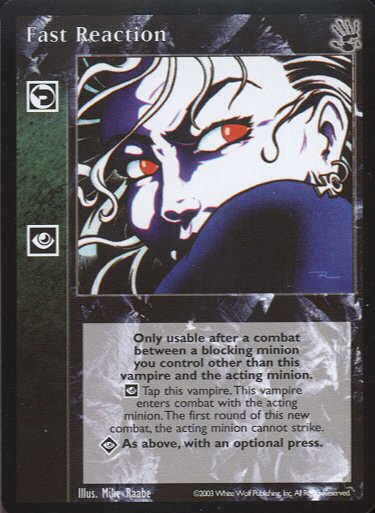 Fast Reaction
Only usable after a combat
between a blocking minion
you control other than this
vampire and the acting minion.
Tap this vampire. This vampire
enters combat with the acting
minion. The first round of this new
combat, the acting minion cannot strike.
As above, with an optional press.
Illus. Mike Raabe
©2003 White Wolf Publishing, Inc. All Rights Reserved.